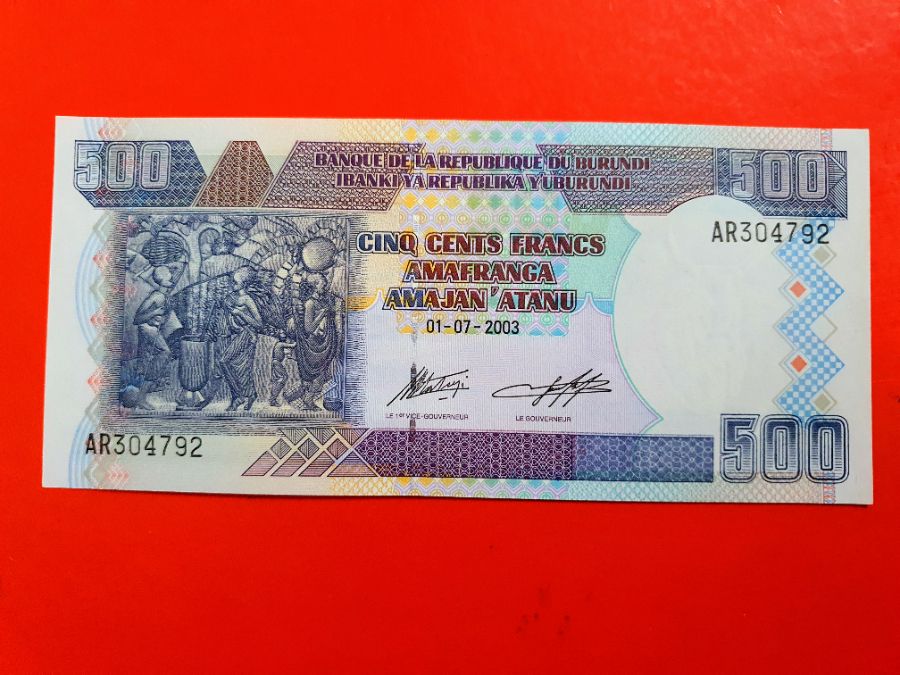 500
BANQUE DE LA REPUBLIQUE DU BURUNDI
IBANKI YA REPUBLIKA Y'UBURUNDI
500
AR304792
CINQ CENTS FRANCS
AMAFRANGA
AMAJAN'ATANU
01-07-2003
LE 1er VICE-GOUVERNEUR
LE GOUVERNEUR
AR304792
500